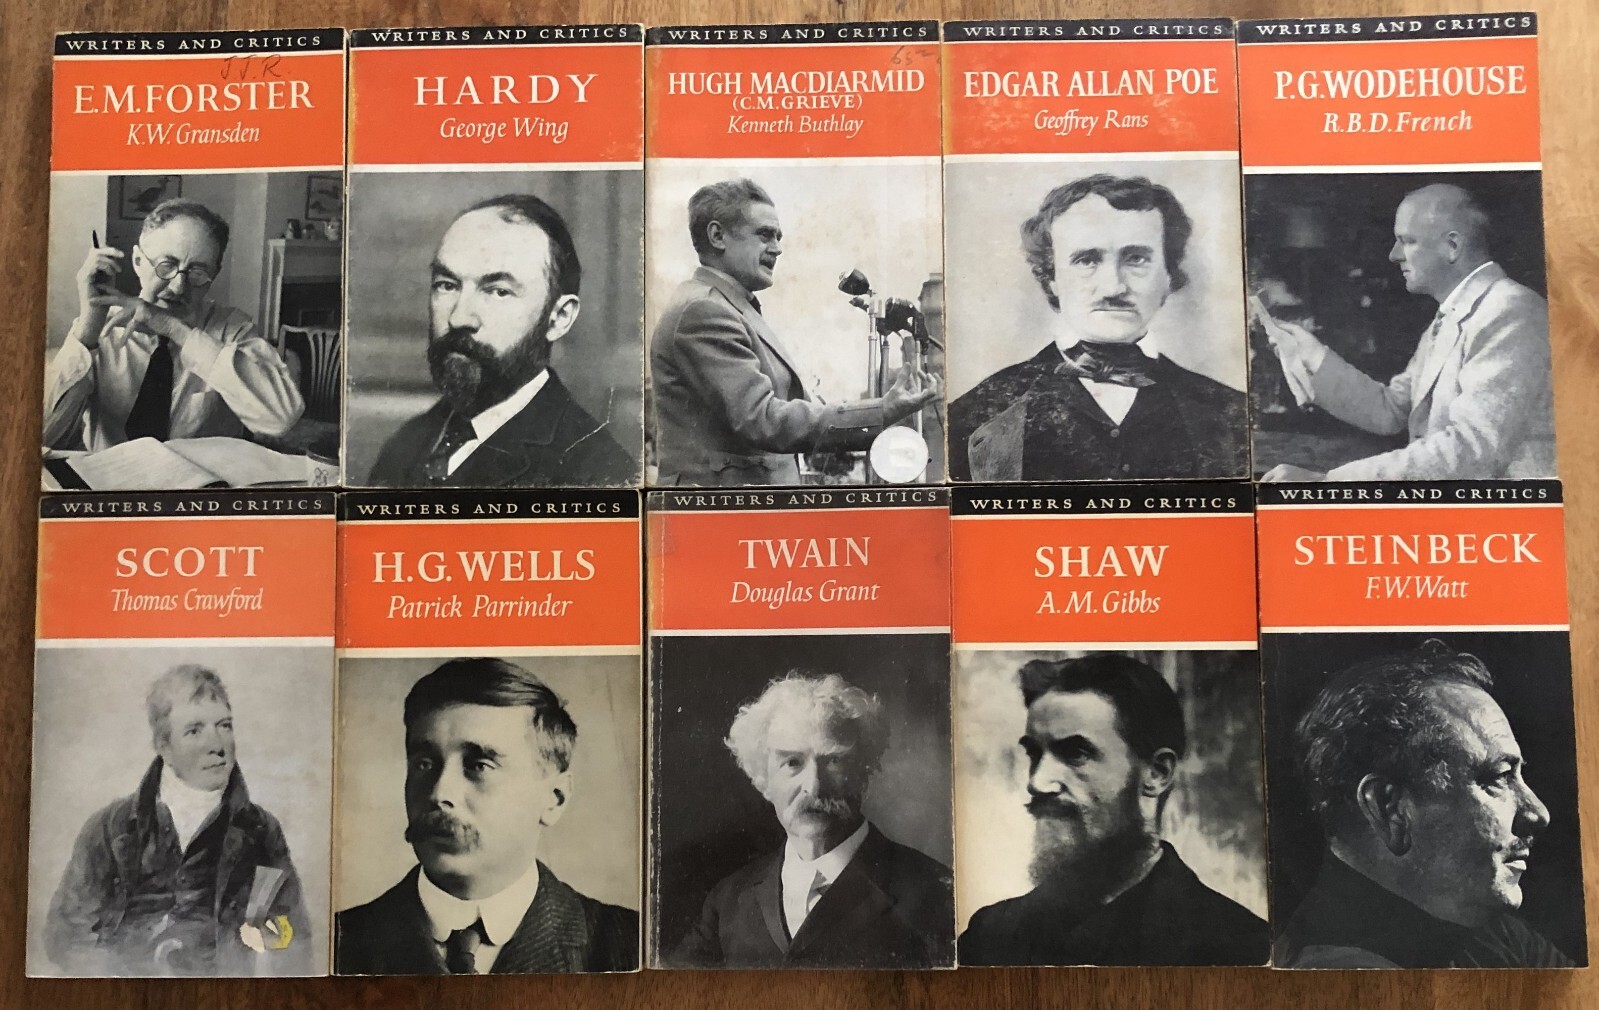 WRITERS AND CRITICS
J.J.R.
E.M.FORSTER
K.W. Gransden
WRITERS AND CRITICS
HARDY
George Wing
WRITERS AND CRITICS
HUGH MACDIARMID
(C.M.GRIEVE)
Kenneth Buthlay
WRITERS AND CRITICS
EDGAR ALLAN POE
Geoffrey Rans
WRITERS AND CRITICS
P.G.WODEHOUSE
R.B.D. French
WRITERS AND CRITICS
SCOTT
Thomas Crawford
WRITERS AND CRITICS
H.G.WELLS
Patrick Parrinder
WRITERS AND CRITICS
TWAIN
Douglas Grant
WRITERS AND CRITICS
SHAW
A.M. Gibbs
WRITERS AND CRITICS
STEINBECK
F.W. Watt